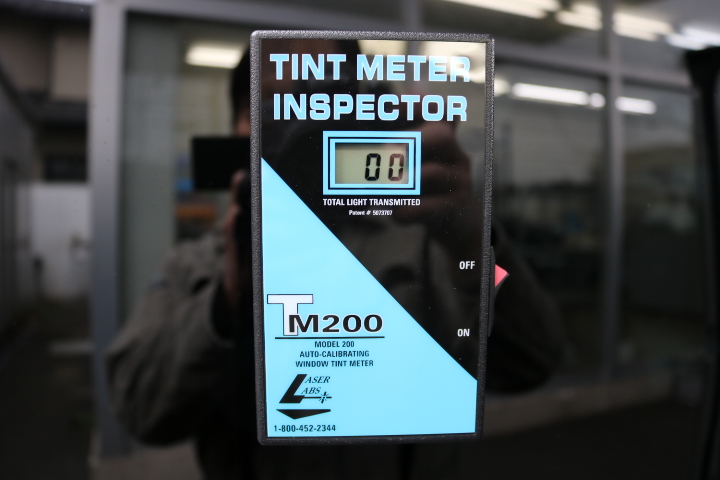 TINT METER
INSPECTOR
00
TOTAL LIGHT TRANSMITTED
Patent # 5073707
OFF
ON
TM200
MODEL 200
AUTO-CALIBRATING
WINDOW TINT METER
LASER
LABS
1-800-452-2344